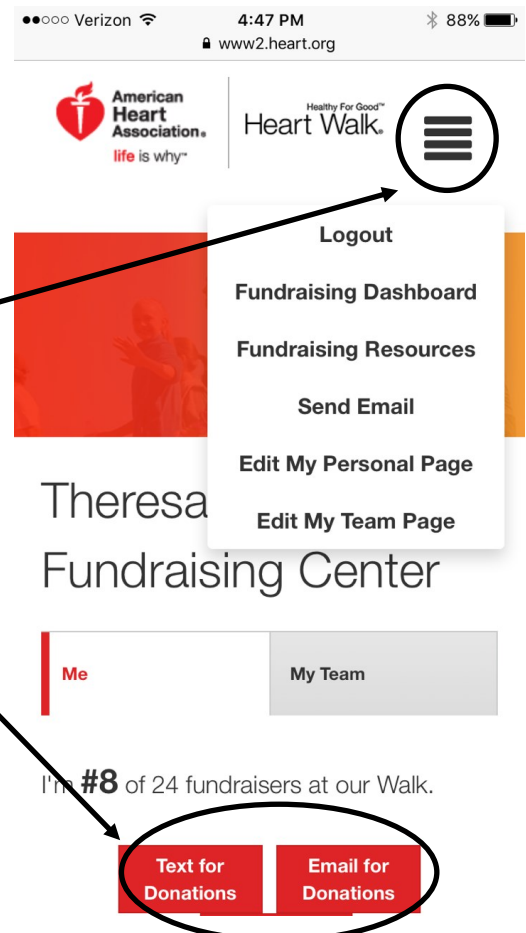 ●●○○○ Verizon 4:47 PM 88%
www2.heart.org
American
Heart
Association®
life is why™
Healthy For Good™
Heart Walk®
Logout
Fundraising Dashboard
Fundraising Resources
Send Email
Edit My Personal Page
Edit My Team Page
Theresa
Fundraising Center
Me
My Team
I'm #8 of 24 fundraisers at our Walk.
Text for
Donations
Email for
Donations